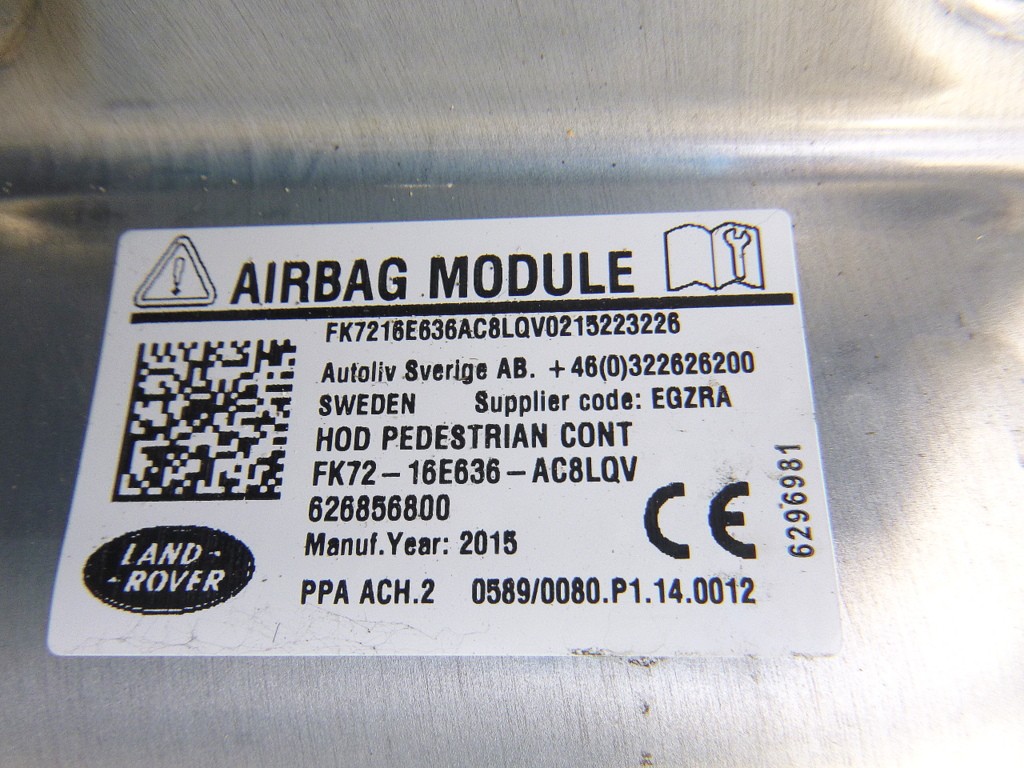 AIRBAG MODULE
FK7216E636AC8LQV0215223226
Autoliv Sverige AB. +46(0)322626200
SWEDEN Supplier code: EGZRA
HOD PEDESTRIAN CONT
FK72-16E636-AC8LQV
626856800
Manuf.Year: 2015
PPA ACH.2 0589/0080.P1.14.0012
LAND-
-ROVER
CE
6296981